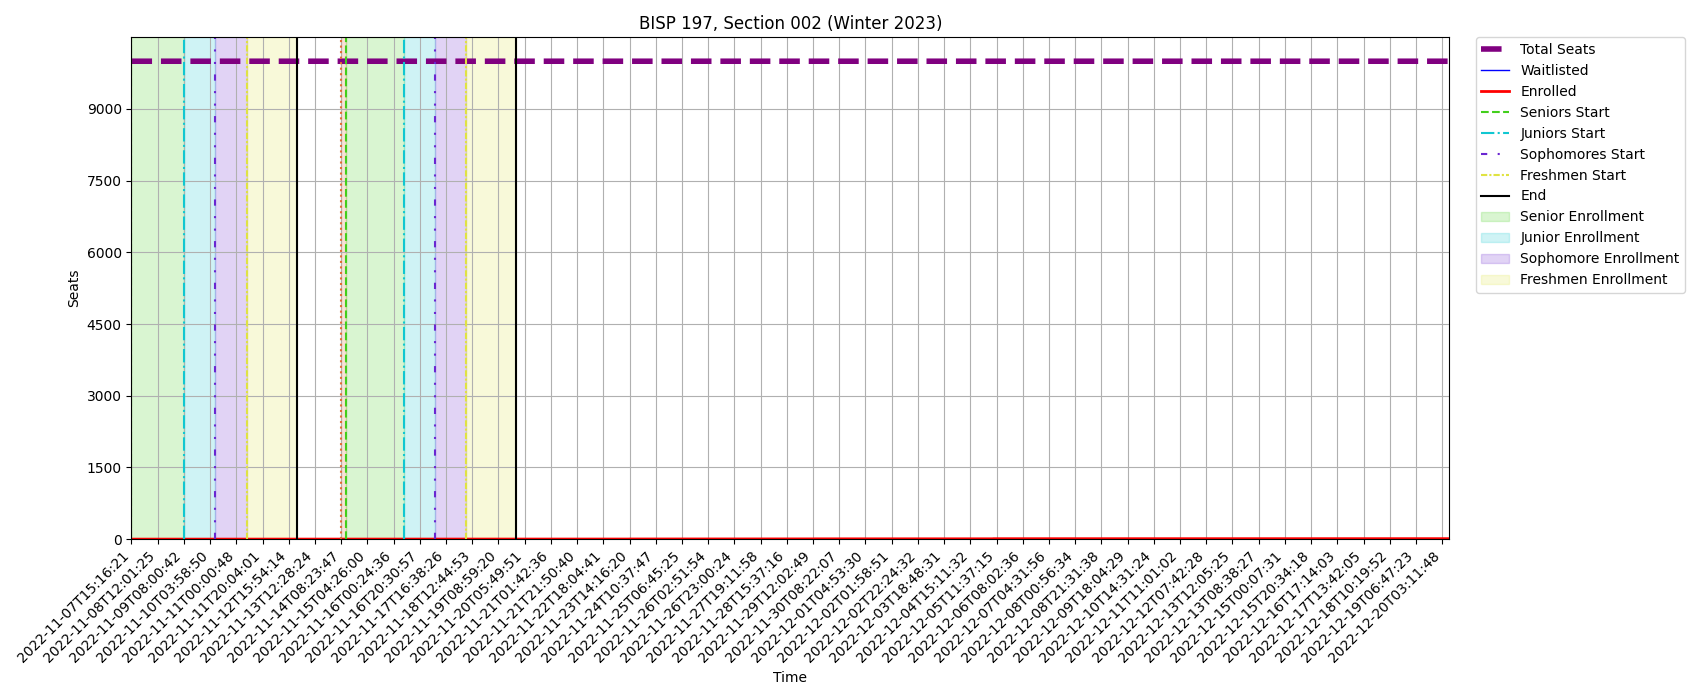 BISP 197, Section 002 (Winter 2023)
Total Seats
Waitlisted
Enrolled
Seniors Start
Juniors Start
Sophomores Start
Freshmen Start
End
Senior Enrollment
Junior Enrollment
Sophomore Enrollment
Freshmen Enrollment
Seats
9000
7500
6000
4500
3000
1500
0
2022-11-07T15:16:21
2022-11-08T12:01:25
2022-11-09T08:00:42
2022-11-10T03:58:50
2022-11-11T00:00:48
2022-11-11T20:04:01
2022-11-12T15:54:14
2022-11-13T12:28:24
2022-11-14T08:23:47
2022-11-15T04:26:00
2022-11-16T00:24:36
2022-11-16T20:30:57
2022-11-17T16:38:26
2022-11-18T12:44:53
2022-11-19T08:59:20
2022-11-20T05:49:51
2022-11-21T01:42:36
2022-11-21T21:50:40
2022-11-22T18:04:41
2022-11-23T14:16:20
2022-11-24T10:37:47
2022-11-25T06:45:23
2022-11-26T02:51:54
2022-11-26T23:00:24
2022-11-27T19:11:58
2022-11-28T15:37:16
2022-11-29T12:02:49
2022-11-30T08:22:07
2022-12-01T04:53:30
2022-12-02T01:58:51
2022-12-02T22:24:32
2022-12-03T18:48:31
2022-12-04T15:11:32
2022-12-05T11:37:15
2022-12-06T08:02:36
2022-12-07T04:31:56
2022-12-08T00:56:34
2022-12-08T21:31:38
2022-12-09T18:04:29
2022-12-10T14:31:24
2022-12-11T11:01:02
2022-12-12T07:42:28
2022-12-13T12:05:25
2022-12-13T08:38:27
2022-12-15T00:07:31
2022-12-15T20:34:18
2022-12-16T17:14:03
2022-12-17T13:42:05
2022-12-18T10:19:52
2022-12-19T06:47:23
2022-12-20T03:11:48
Time